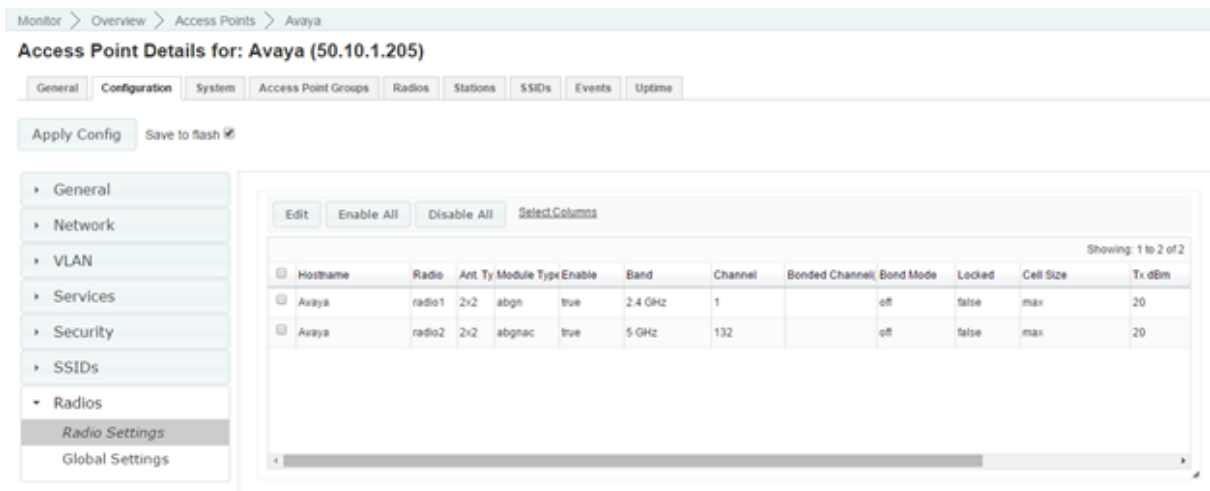 Monitor > Overview > Access Points > Avaya
Access Point Details for: Avaya (50.10.1.205)
General Configuration System Access Point Groups Radios Stations SSIDs Events Uptime
Apply Config Save to flash
General
Network
VLAN
Services
Security
SSIDs
Radios
Radio Settings
Global Settings
Edit Enable All Disable All Select Columns
Showing: 1 to 2 of 2
Hostname Radio Ant. Ty Module Type Enable Band Channel Bonded Channel( Bond Mode Locked Cell Size Tx dBm
Avaya radio1 2x2 abgn true 2.4 GHz 1 off false max 20
Avaya radio2 2x2 abgnac true 5 GHz 132 off false max 20